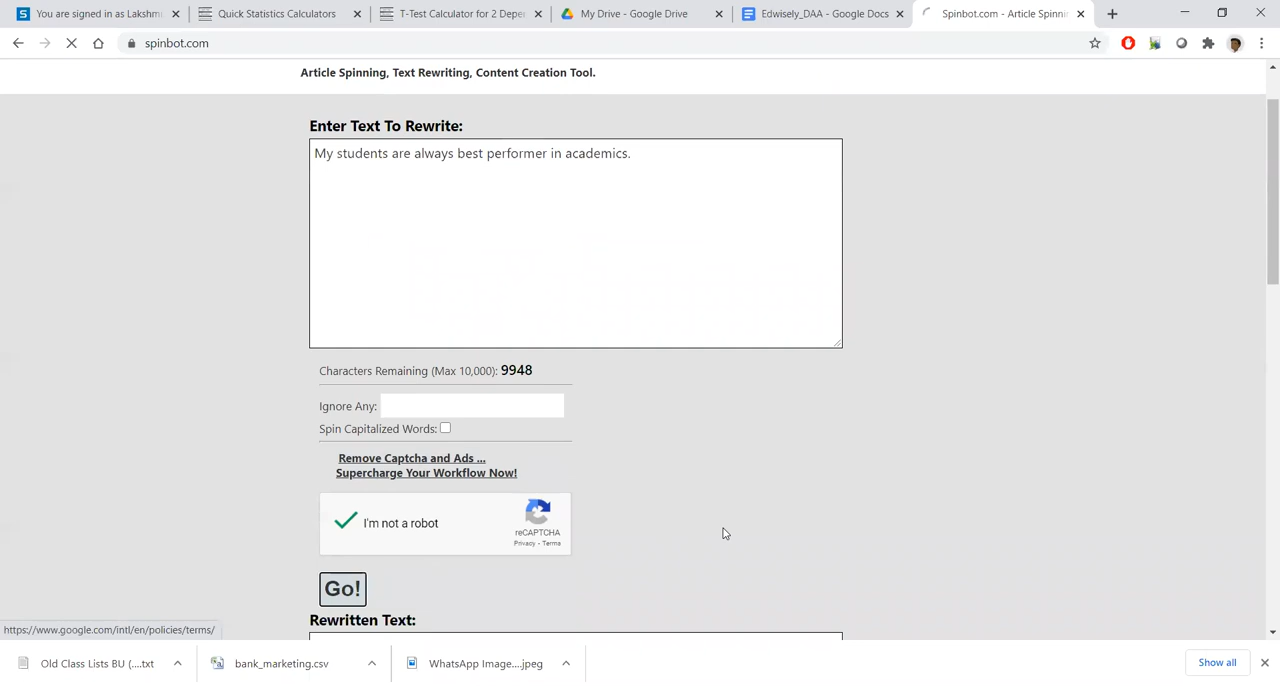 You are signed in as Lakshm
Quick Statistics Calculators
T-Test Calculator for 2 Deper
My Drive - Google Drive
Edwisely_DAA - Google Docs
Spinbot.com - Article Spinnin
spinbot.com
Article Spinning, Text Rewriting, Content Creation Tool.
Enter Text To Rewrite:
My students are always best performer in academics.
Characters Remaining (Max 10,000): 9948
Ignore Any:
Spin Capitalized Words:
Remove Captcha and Ads ...
Supercharge Your Workflow Now!
I'm not a robot
reCAPTCHA
Privacy - Terms
Go!
Rewritten Text:
https://www.google.com/intl/en/policies/terms/
Old Class Lists BU (....txt
bank_marketing.csv
WhatsApp Image....jpeg
Show all